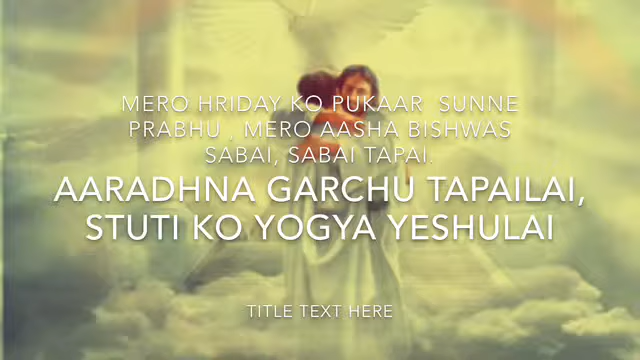 MERO HRIDAY KO PUKAAR SUNNE
PRABHU , MERO AASHA BISHWAS
SABAI, SABAI TAPAI.
AARADHNA GARCHU TAPAILAI,
STUTI KO YOGYA YESHULAI
TITLE TEXT HERE